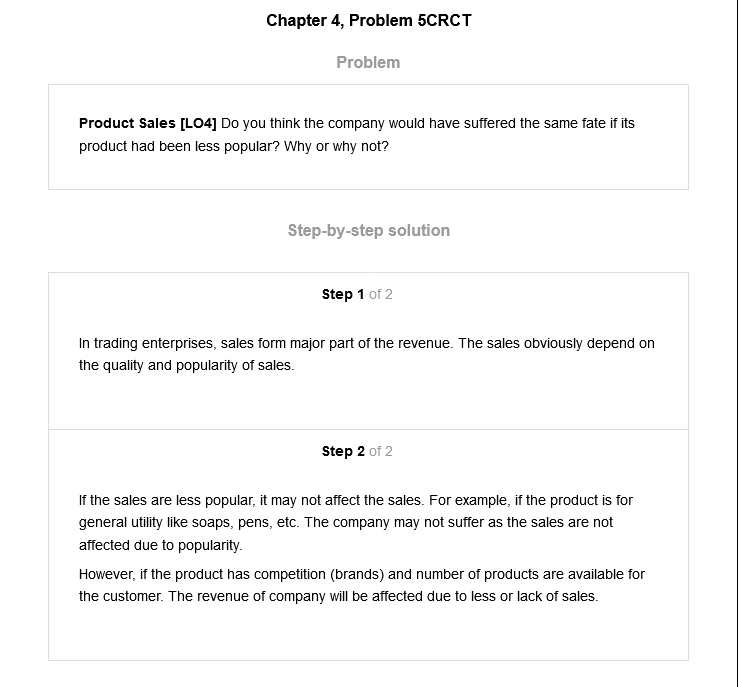 Chapter 4, Problem 5CRCT
Problem
Product Sales [LO4] Do you think the company would have suffered the same fate if its
product had been less popular? Why or why not?
Step-by-step solution
Step 1 of 2
In trading enterprises, sales form major part of the revenue. The sales obviously depend on
the quality and popularity of sales.
Step 2 of 2
If the sales are less popular, it may not affect the sales. For example, if the product is for
general utility like soaps, pens, etc. The company may not suffer as the sales are not
affected due to popularity.
However, if the product has competition (brands) and number of products are available for
the customer. The revenue of company will be affected due to less or lack of sales.